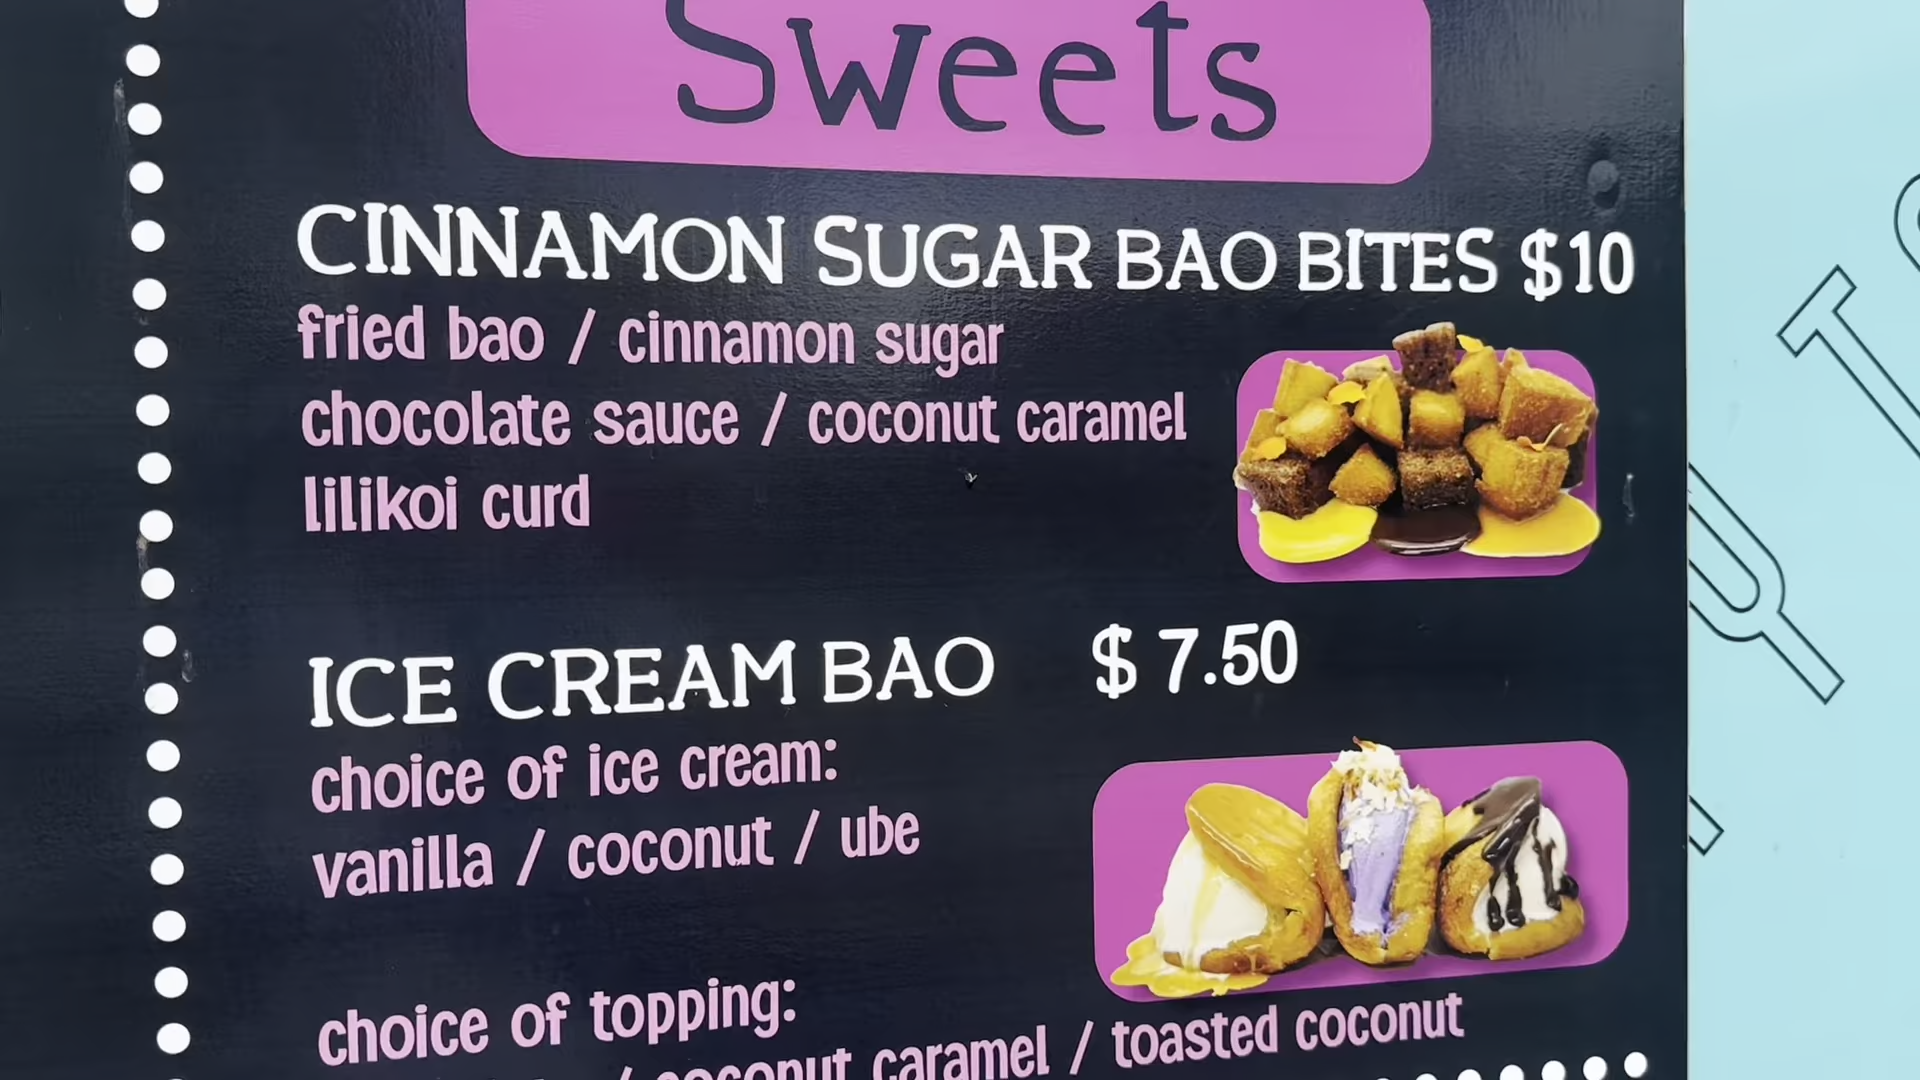 Sweets
CINNAMON SUGAR BAO BITES $10
fried bao / cinnamon sugar
chocolate sauce / coconut caramel
lilikoi curd
ICE CREAM BAO $ 7.50
choice of ice cream:
vanilla / coconut / ube
choice of topping:
/ coconut caramel / toasted coconut